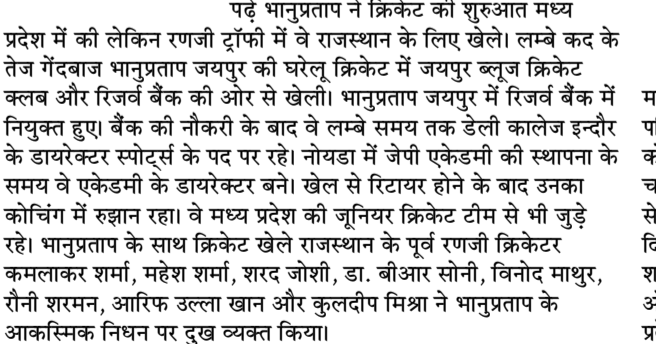 पढ़े भानुप्रताप ने क्रिकेट की शुरुआत मध्य
प्रदेश में की लेकिन रणजी ट्रॉफी में वे राजस्थान के लिए खेले। लम्बे कद के
तेज गेंदबाज भानुप्रताप जयपुर की घरेलू क्रिकेट में जयपुर ब्लूज क्रिकेट
क्लब और रिजर्व बैंक की ओर से खेली। भानुप्रताप जयपुर में रिजर्व बैंक में
नियुक्त हुए। बैंक की नौकरी के बाद वे लम्बे समय तक डेली कालेज इन्दौर
के डायरेक्टर स्पोर्ट्स के पद पर रहे। नोयडा में जेपी एकेडमी की स्थापना के
समय वे एकेडमी के डायरेक्टर बने। खेल से रिटायर होने के बाद उनका
कोचिंग में रुझान रहा। वे मध्य प्रदेश की जूनियर क्रिकेट टीम से भी जुड़े
रहे। भानुप्रताप के साथ क्रिकेट खेले राजस्थान के पूर्व रणजी क्रिकेटर
कमलाकर शर्मा, महेश शर्मा, शरद जोशी, डा. बीआर सोनी, विनोद माथुर,
रौनी शरमन, आरिफ उल्ला खान और कुलदीप मिश्रा ने भानुप्रताप के
आकस्मिक निधन पर दुख व्यक्त किया।